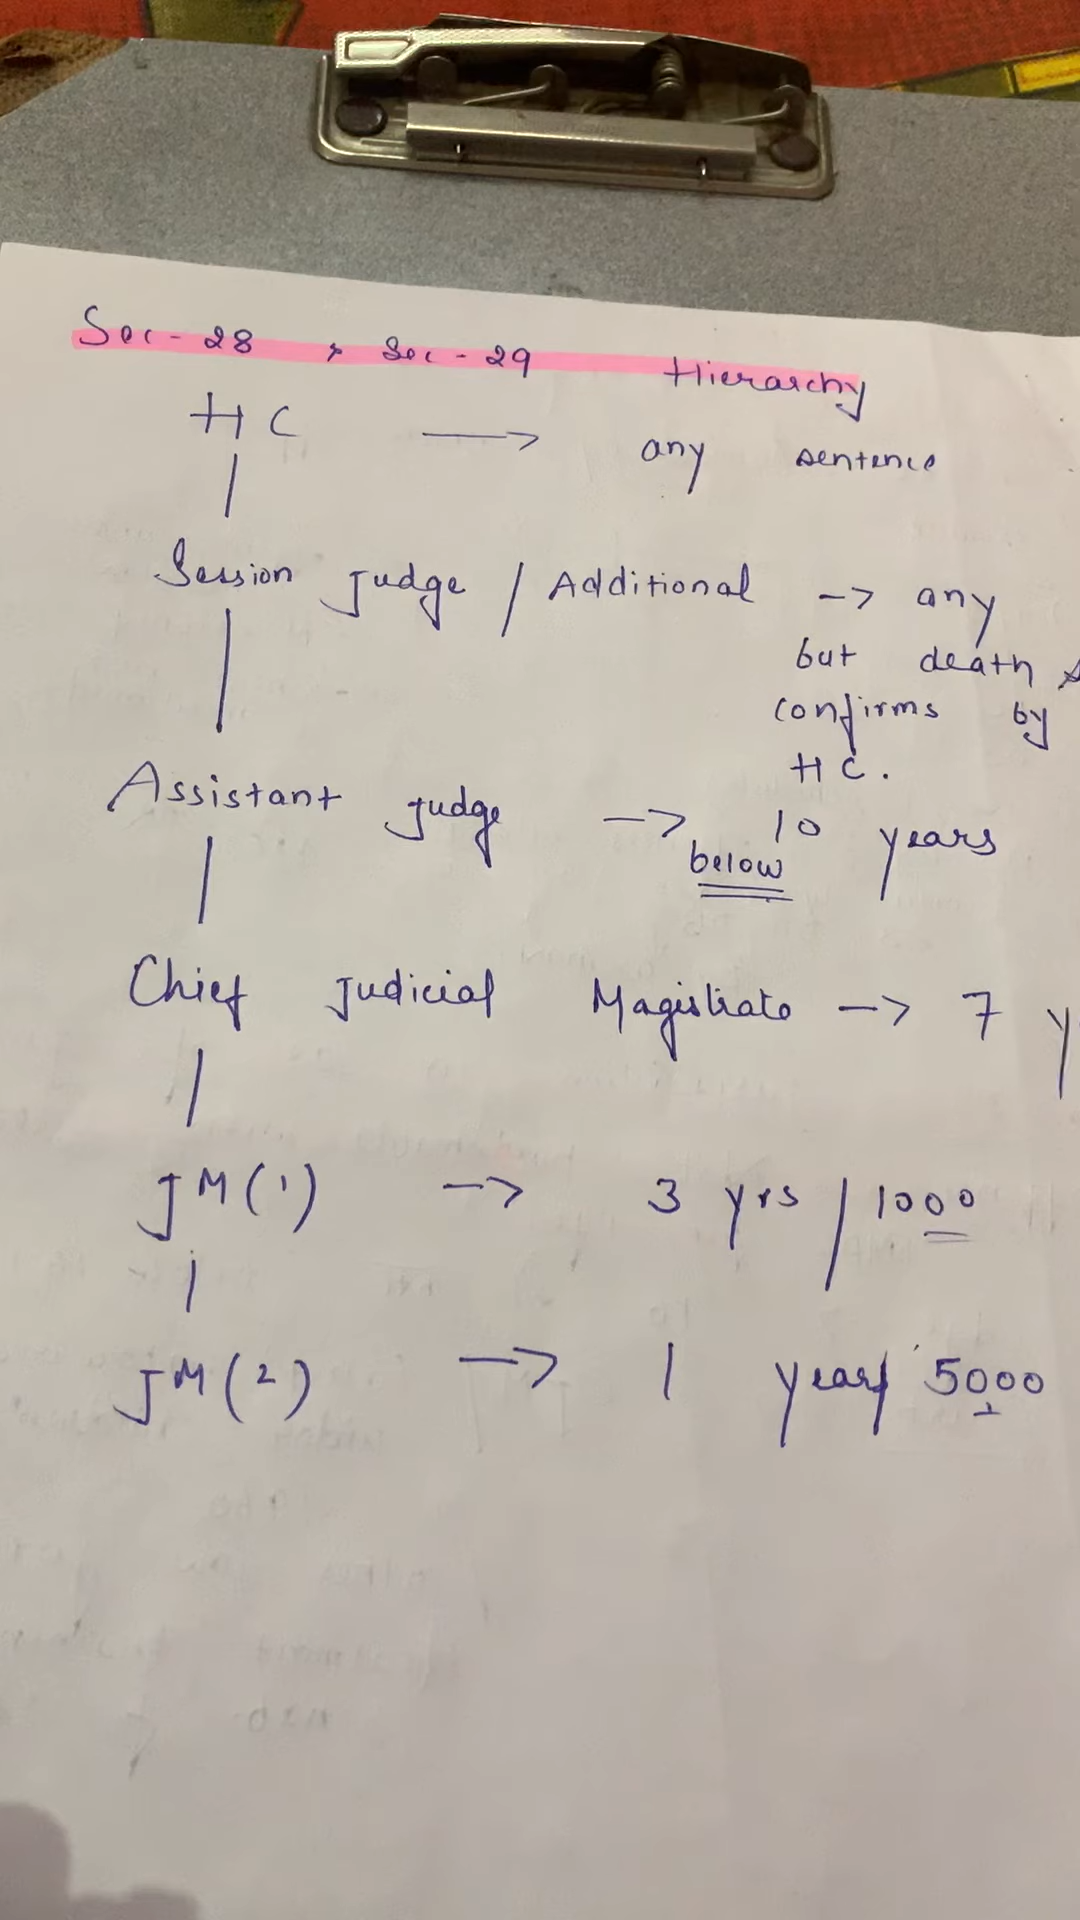 Sec-28, Sec-29 Hierarchy
HC → any sentence
Session Judge / Additional → any
but death
confirms by
HC.
Assistant Judge → 10 years
below
Chief Judicial Magistrate → 7 y
JM(1) → 3 yrs / 1000
JM(2) → 1 year/ 5000